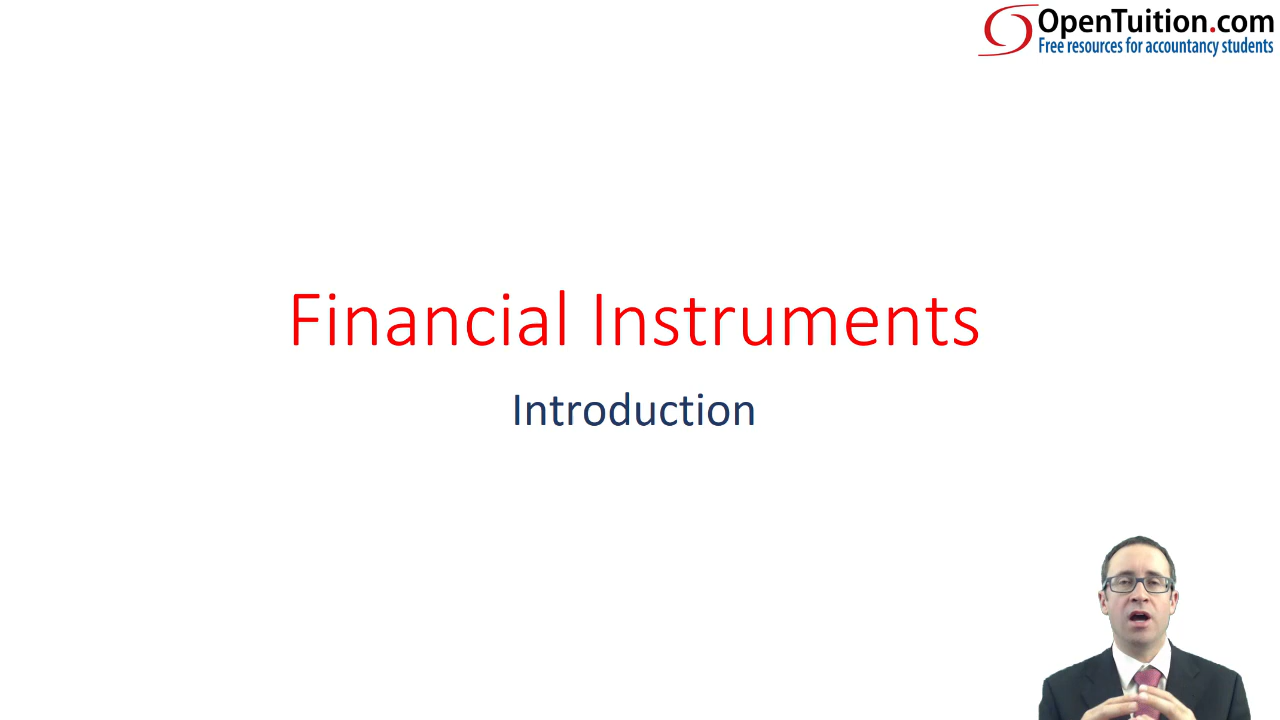 OpenTuition.com
Free resources for accountancy students
Financial Instruments
Introduction